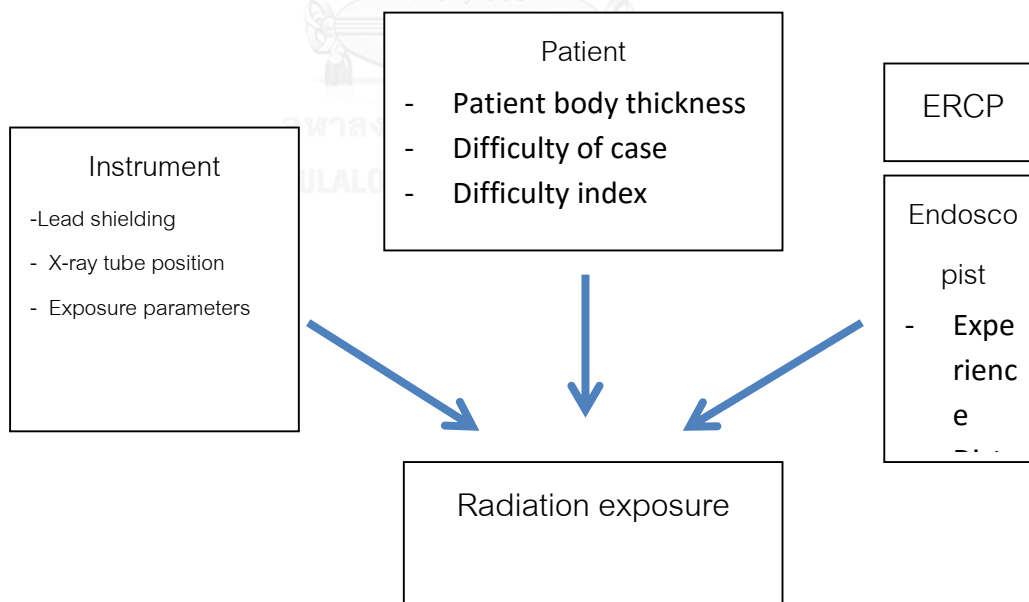 Patient
- Patient body thickness
- Difficulty of case
- Difficulty index
ERCP
Instrument
-Lead shielding
- X-ray tube position
- Exposure parameters
Endosco
pist
- Expe
rienc
e
Radiation exposure